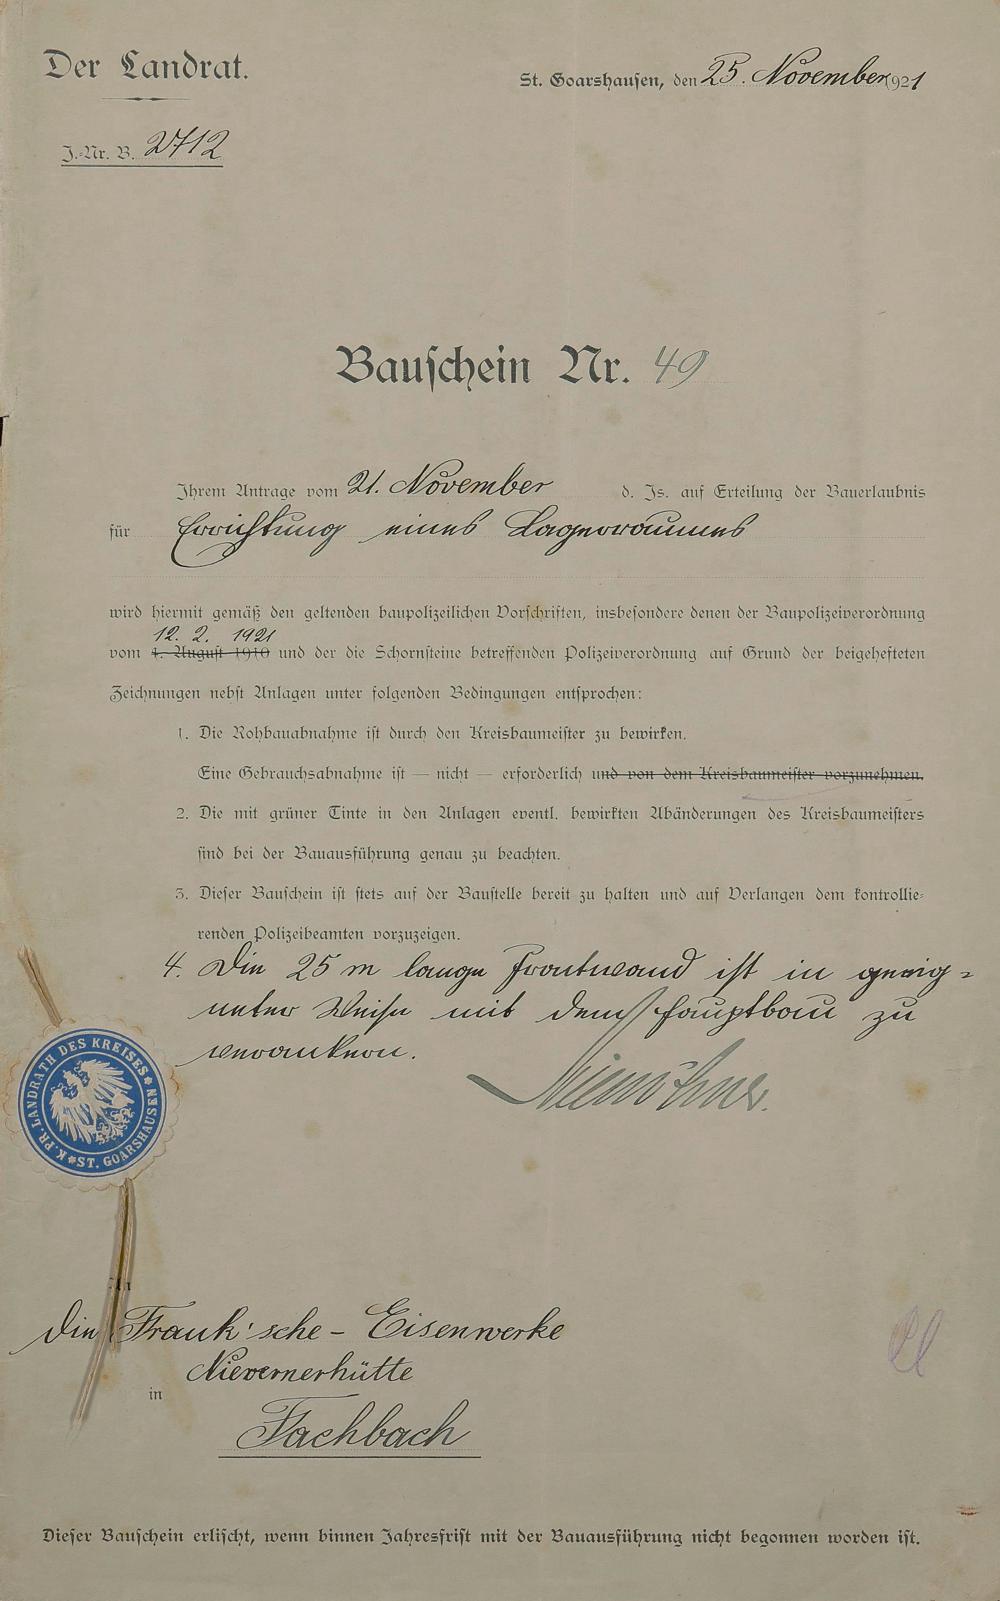 Der Landrat.
St. Goarshausen, den 25. November 1921
J.-Nr. B. 2712
Bauschein Nr. 49
Ihrem Antrage vom 21. November d. Js. auf Erteilung der Bauerlaubnis
für Errichtung eines Lagerraumes
wird hiermit gemäß den geltenden baupolizeilichen Vorschriften, insbesondere denen der Baupolizeiverordnung
12. 2. 1921
vom 1. August 1910 und der die Schornsteine betreffenden Polizeiverordnung auf Grund der beigehefteten
Zeichnungen nebst Anlagen unter folgenden Bedingungen entsprochen:
1. Die Rohbauabnahme ist durch den Kreisbaumeister zu bewirken.
Eine Gebrauchsabnahme ist — nicht — erforderlich und von dem Kreisbaumeister vorzunehmen.
2. Die mit grüner Tinte in den Anlagen eventl. bewirkten Abänderungen des Kreisbaumeisters
sind bei der Bauausführung genau zu beachten.
3. Dieser Bauschein ist stets auf der Baustelle bereit zu halten und auf Verlangen dem kontrollie-
renden Polizeibeamten vorzuzeigen.
4. Die 25 m lange Frontwand ist in geeig-
neter Weise mit dem Hauptbau zu
verankern.
K. PR. LANDRATH DES KREISES ST. GOARSHAUSEN
An
die Frank'sche - Eisenwerke
Nievernerhütte
in
Fachbach
Dieser Bauschein erlischt, wenn binnen Jahresfrist mit der Bauausführung nicht begonnen worden ist.